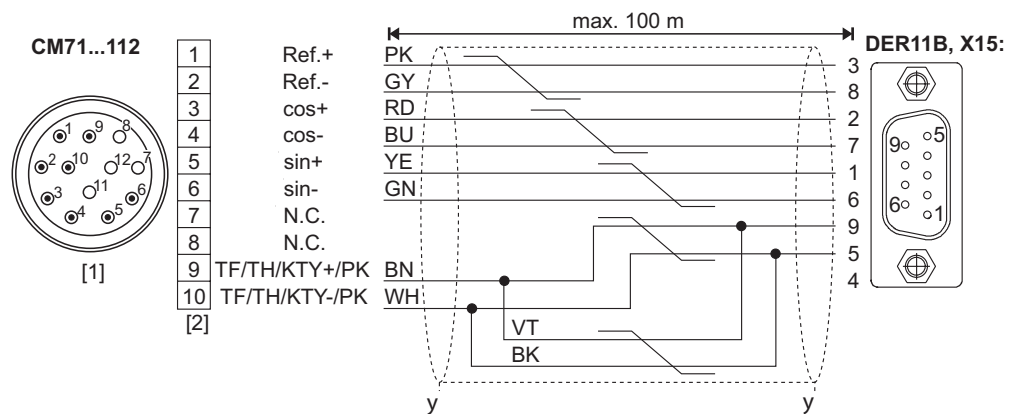 max. 100 m
CM71...112
DER11B, X15:
1 Ref.+ PK 3
2 Ref.- GY 8
3 cos+ RD 2
4 cos- BU 7
5 sin+ YE 1
6 sin- GN 6
7 N.C. 9
8 N.C. 5
9 TF/TH/KTY+/PK BN 4
10 TF/TH/KTY-/PK WH
1 9 8
2 10 12 7
3 11 6
4 5
[1]
[2]
9 5
6 1
VT
BK
y y